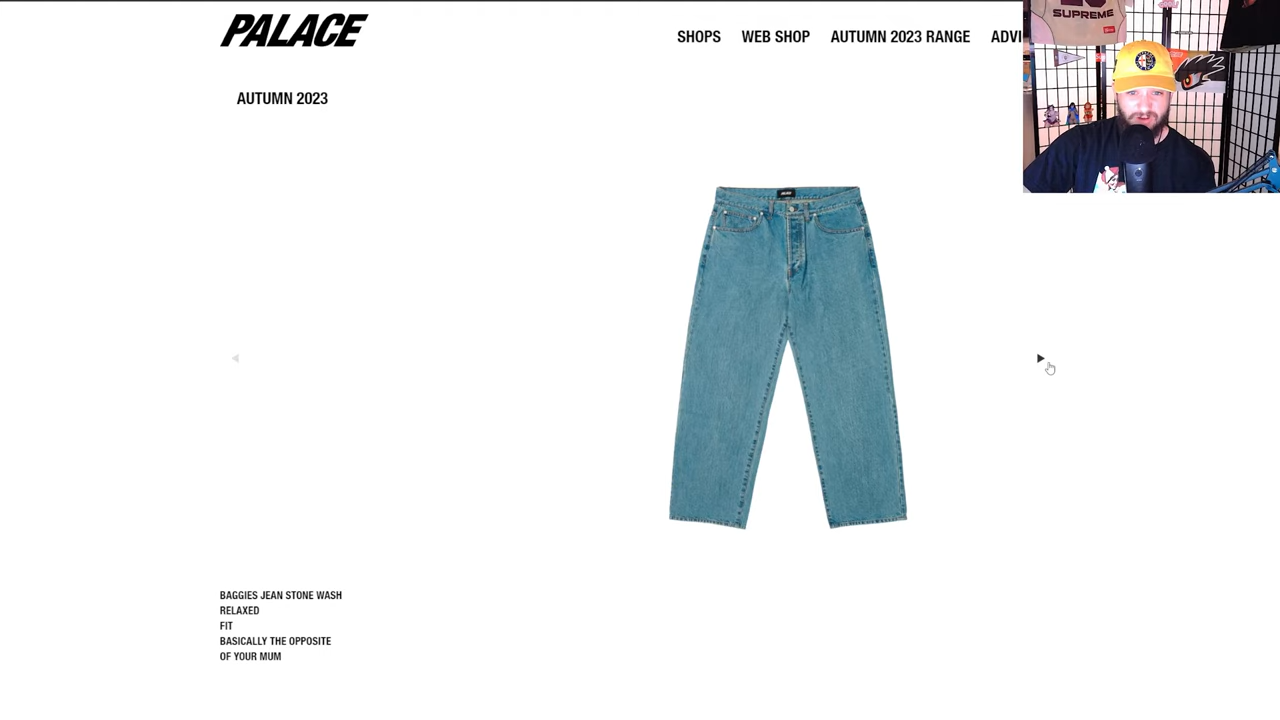 PALACE
SHOPS WEB SHOP AUTUMN 2023 RANGE ADVI
SUPREME
AUTUMN 2023
PALACE
BAGGIES JEAN STONE WASH
RELAXED
FIT
BASICALLY THE OPPOSITE
OF YOUR MUM